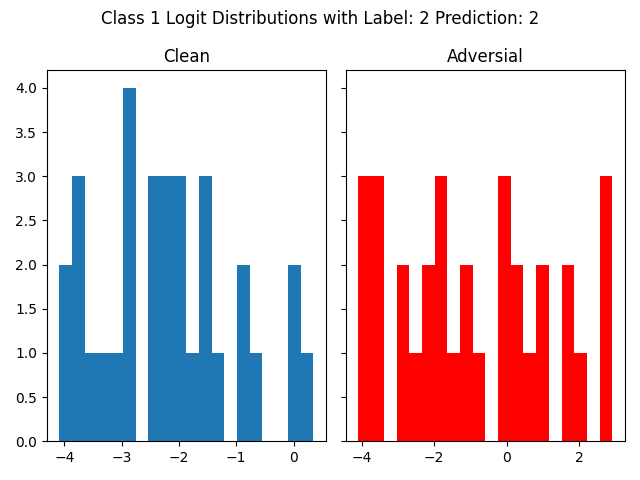 Class 1 Logit Distributions with Label: 2 Prediction: 2
Clean
Adversial
4.0
3.5
3.0
2.5
2.0
1.5
1.0
0.5
0.0
−4 −3 −2 −1 0
−4 −2 0 2